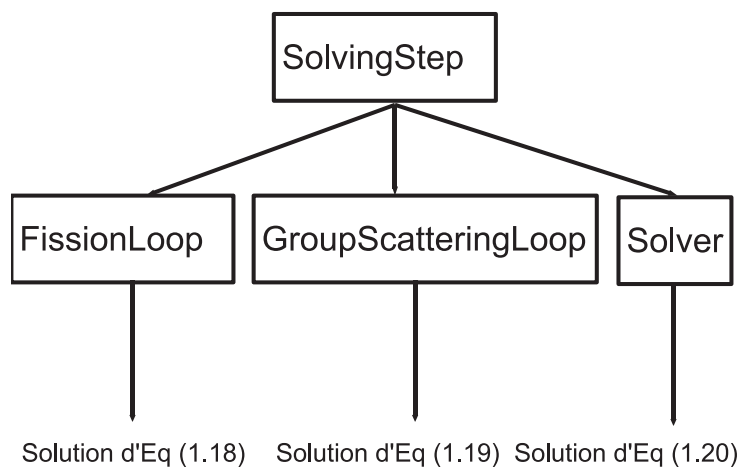 SolvingStep
FissionLoop
GroupScatteringLoop
Solver
Solution d'Eq (1.18)
Solution d'Eq (1.19)
Solution d'Eq (1.20)